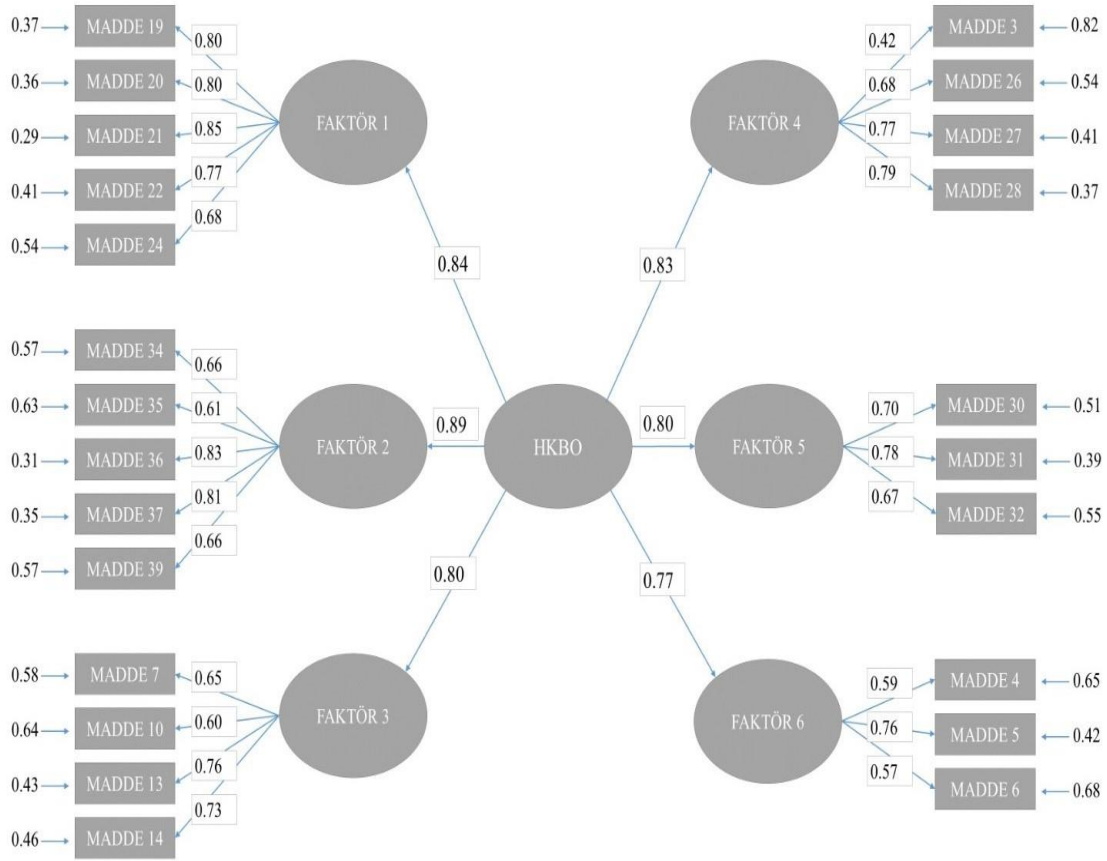 0.37
MADDE 19
0.80
0.36
MADDE 20
0.80
0.29
MADDE 21
0.85
0.41
MADDE 22
0.77
0.54
MADDE 24
0.68
FAKTÖR 1
0.84
0.57
MADDE 34
0.66
0.63
MADDE 35
0.61
0.31
MADDE 36
0.83
0.35
MADDE 37
0.81
0.57
MADDE 39
0.66
FAKTÖR 2
0.89
0.58
MADDE 7
0.65
0.64
MADDE 10
0.60
0.43
MADDE 13
0.76
0.46
MADDE 14
0.73
FAKTÖR 3
0.80
HKBO
FAKTÖR 4
0.83
0.42
MADDE 3
0.82
0.68
MADDE 26
0.54
0.77
MADDE 27
0.41
0.79
MADDE 28
0.37
0.80
FAKTÖR 5
0.70
MADDE 30
0.51
0.78
MADDE 31
0.39
0.67
MADDE 32
0.55
0.77
FAKTÖR 6
0.59
MADDE 4
0.65
0.76
MADDE 5
0.42
0.57
MADDE 6
0.68